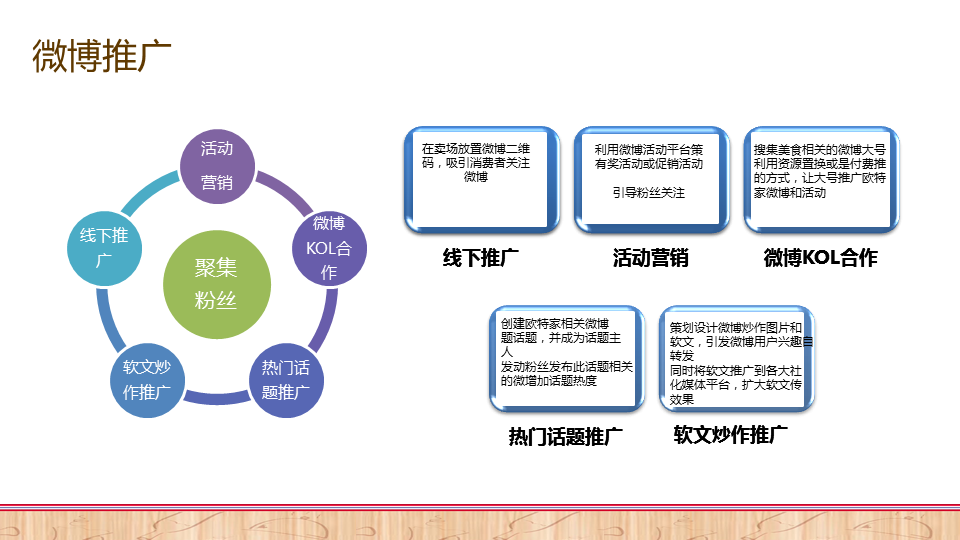 微博推广
活动
营销
微博
KOL合
作
热门话
题推广
软文炒
作推广
线下推
广
聚集
粉丝
在卖场放置微博二维
码，吸引消费者关注
微博
线下推广
利用微博活动平台策
有奖活动或促销活动
引导粉丝关注
活动营销
搜集美食相关的微博大号
利用资源置换或是付费推
的方式，让大号推广欧特
家微博和活动
微博KOL合作
创建欧特家相关微博
题话题，并成为话题主
人
发动粉丝发布此话题相关
的微增加话题热度
热门话题推广
策划设计微博炒作图片和
软文，引发微博用户兴趣自
转发
同时将软文推广到各大社
化媒体平台，扩大软文传
效果
软文炒作推广